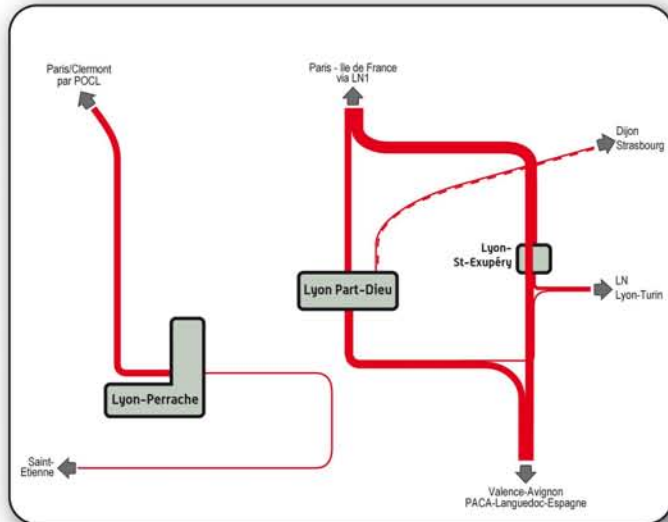 Paris/Clermont
par POCL
Paris - Ile de France
via LN1
Dijon
Strasbourg
Lyon-
St-Exupéry
Lyon Part-Dieu
LN
Lyon-Turin
Lyon-Perrache
Saint-
Etienne
Valence-Avignon
PACA-Languedoc-Espagne